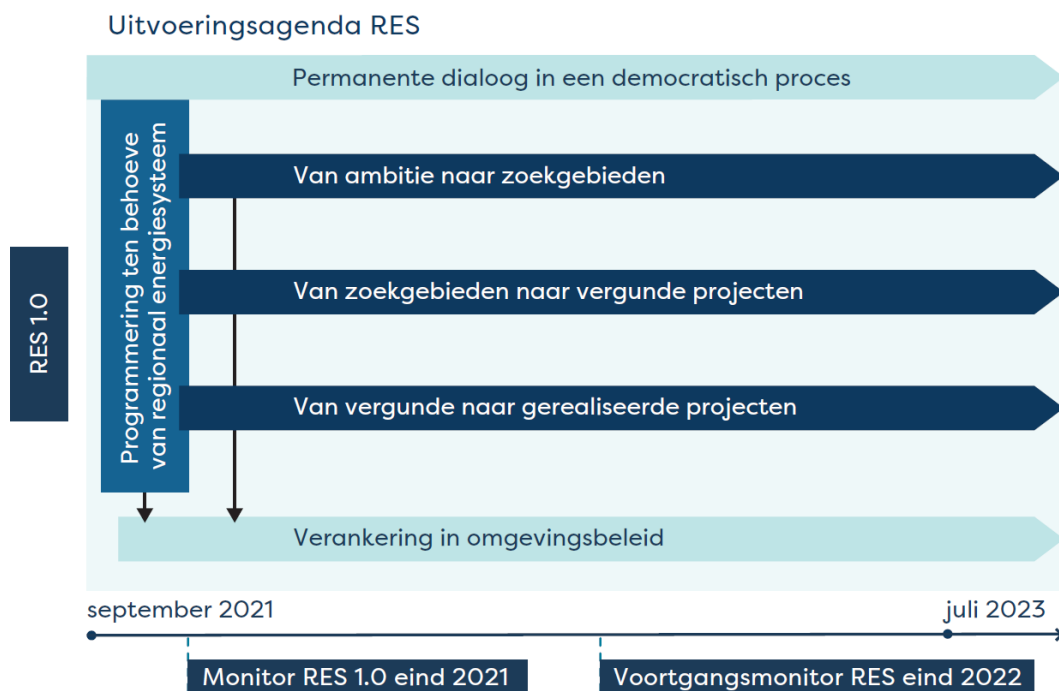 Uitvoeringsagenda RES
Permanente dialoog in een democratisch proces
RES 1.0
Programmering ten behoeve
van regionaal energiesysteem
Van ambitie naar zoekgebieden
Van zoekgebieden naar vergunde projecten
Van vergunde naar gerealiseerde projecten
Verankering in omgevingsbeleid
september 2021
juli 2023
Monitor RES 1.0 eind 2021
Voortgangsmonitor RES eind 2022